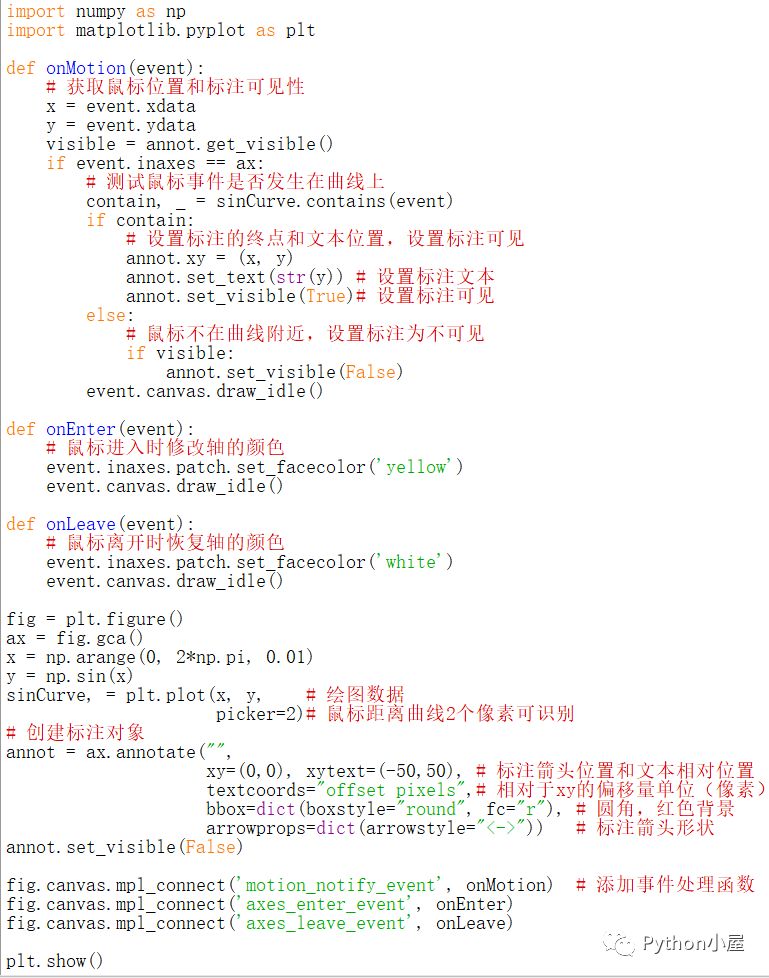 import numpy as np
import matplotlib.pyplot as plt

def onMotion(event):
    # 获取鼠标位置和标注可见性
    x = event.xdata
    y = event.ydata
    visible = annot.get_visible()
    if event.inaxes == ax:
        # 测试鼠标事件是否发生在曲线上
        contain, _ = sinCurve.contains(event)
        if contain:
            # 设置标注的终点和文本位置，设置标注可见
            annot.xy = (x, y)
            annot.set_text(str(y)) # 设置标注文本
            annot.set_visible(True)# 设置标注可见
        else:
            # 鼠标不在曲线附近，设置标注为不可见
            if visible:
                annot.set_visible(False)
        event.canvas.draw_idle()

def onEnter(event):
    # 鼠标进入时修改轴的颜色
    event.inaxes.patch.set_facecolor('yellow')
    event.canvas.draw_idle()

def onLeave(event):
    # 鼠标离开时恢复轴的颜色
    event.inaxes.patch.set_facecolor('white')
    event.canvas.draw_idle()

fig = plt.figure()
ax = fig.gca()
x = np.arange(0, 2*np.pi, 0.01)
y = np.sin(x)
sinCurve, = plt.plot(x, y,    # 绘图数据
                     picker=2)# 鼠标距离曲线2个像素可识别
# 创建标注对象
annot = ax.annotate("",
                    xy=(0,0), xytext=(-50,50), # 标注箭头位置和文本相对位置
                    textcoords="offset pixels",# 相对于xy的偏移量单位（像素）
                    bbox=dict(boxstyle="round", fc="r"), # 圆角，红色背景
                    arrowprops=dict(arrowstyle="<->"))   # 标注箭头形状
annot.set_visible(False)

fig.canvas.mpl_connect('motion_notify_event', onMotion)  # 添加事件处理函数
fig.canvas.mpl_connect('axes_enter_event', onEnter)
fig.canvas.mpl_connect('axes_leave_event', onLeave)

plt.show()
Python小屋